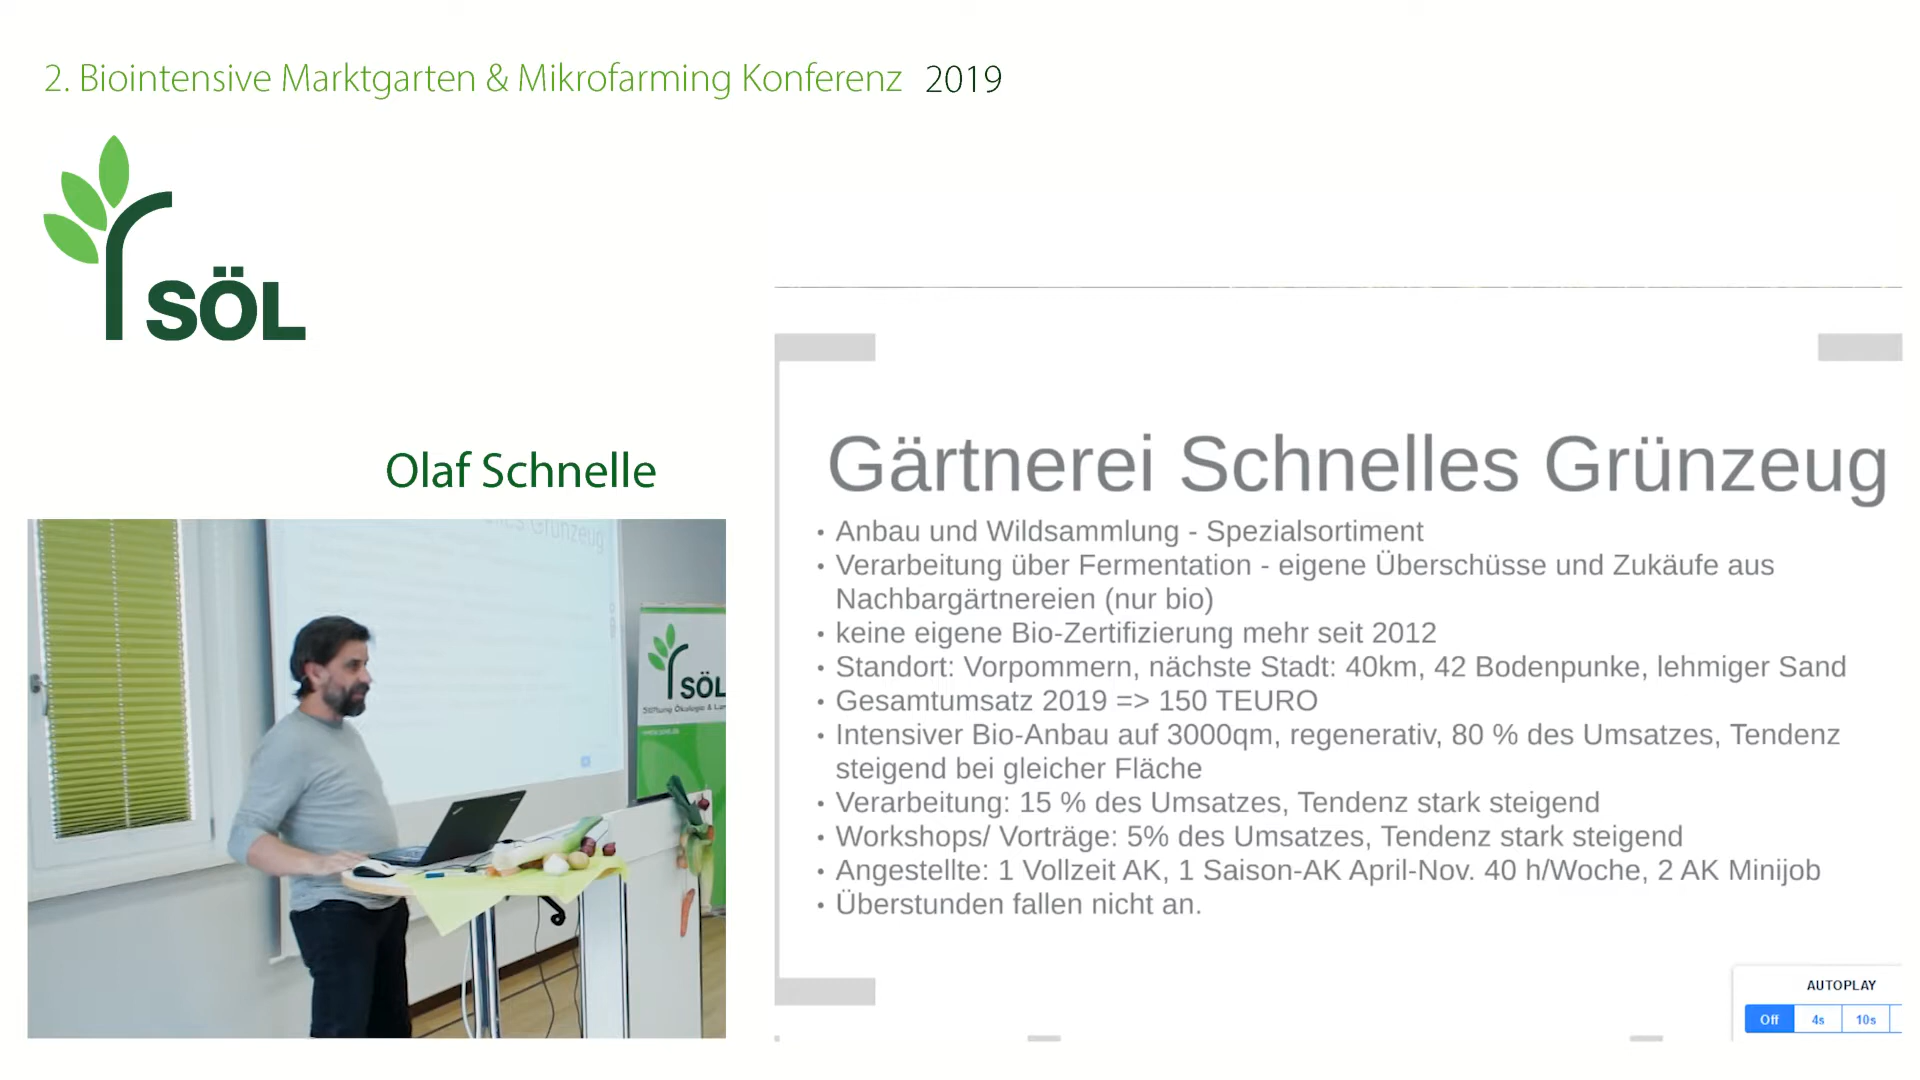 2. Biointensive Marktgarten & Mikrofarming Konferenz 2019
SÖL
Olaf Schnelle
Grünzeug
SÖL
Stiftung Ökologie &
Gärtnerei Schnelles Grünzeug
• Anbau und Wildsammlung - Spezialsortiment
• Verarbeitung über Fermentation - eigene Überschüsse und Zukäufe aus
Nachbargärtnereien (nur bio)
• keine eigene Bio-Zertifizierung mehr seit 2012
• Standort: Vorpommern, nächste Stadt: 40km, 42 Bodenpunke, lehmiger Sand
• Gesamtumsatz 2019 => 150 TEURO
• Intensiver Bio-Anbau auf 3000qm, regenerativ, 80 % des Umsatzes, Tendenz
steigend bei gleicher Fläche
• Verarbeitung: 15 % des Umsatzes, Tendenz stark steigend
• Workshops/ Vorträge: 5% des Umsatzes, Tendenz stark steigend
• Angestellte: 1 Vollzeit AK, 1 Saison-AK April-Nov. 40 h/Woche, 2 AK Minijob
• Überstunden fallen nicht an.
AUTOPLAY
Off 4s 10s